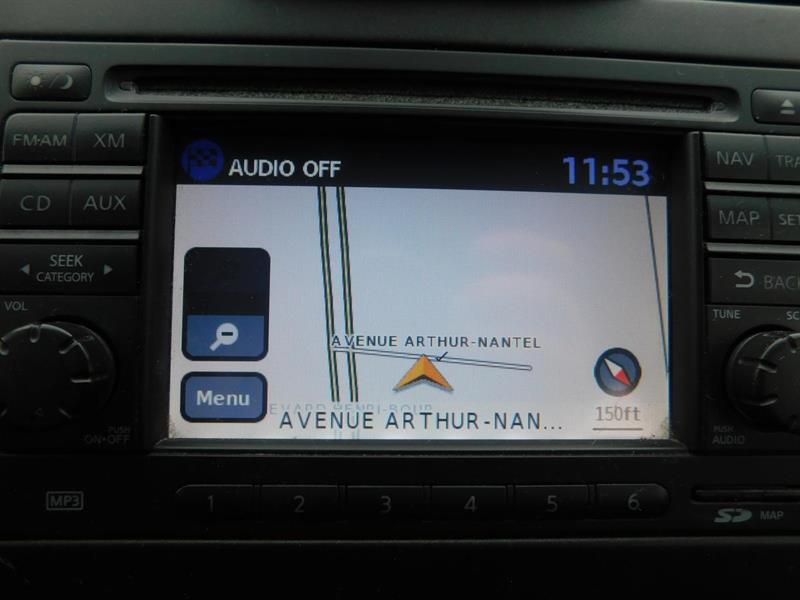 AUDIO OFF
11:53
FM·AM
XM
CD
AUX
SEEK
CATEGORY
VOL
PUSH
ON·OFF
NAV
MAP
BACK
TUNE
PUSH
AUDIO
AVENUE ARTHUR-NANTEL
Menu
AVENUE ARTHUR-NAN...
150ft
MP3
1 2 3 4 5 6
SD MAP